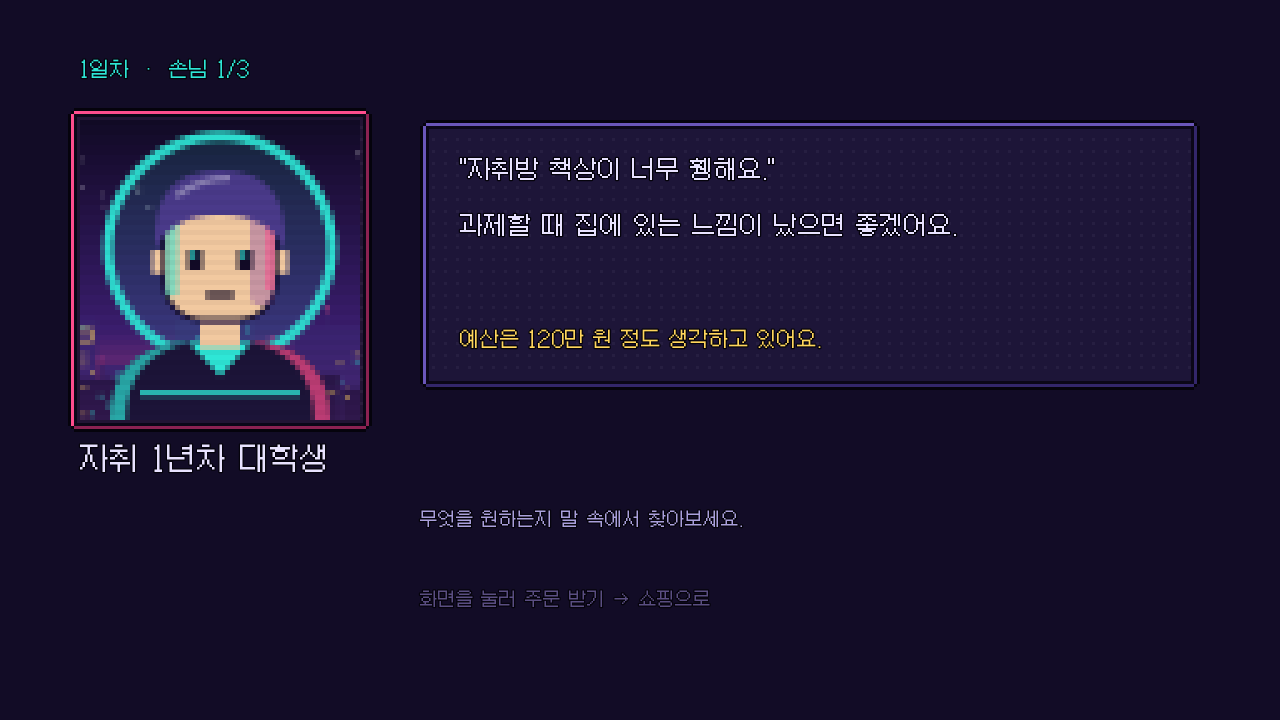 1일차 · 손님 1/3
"자취방 책상이 너무 휑해요."
과제할 때 집에 있는 느낌이 났으면 좋겠어요.
예산은 120만 원 정도 생각하고 있어요.
자취 1년차 대학생
무엇을 원하는지 말 속에서 찾아보세요.
화면을 눌러 주문 받기 → 쇼핑으로